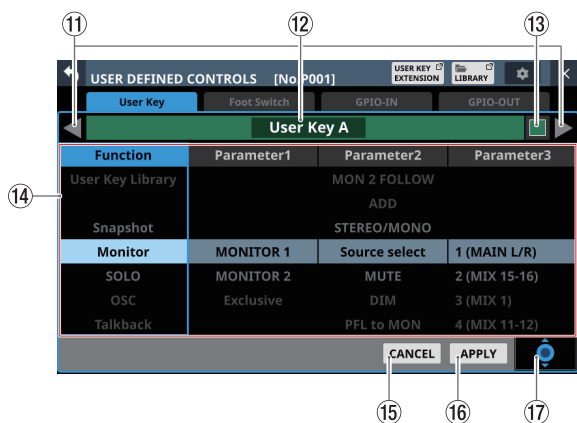 ⑪ ⑫ ⑬
USER DEFINED CONTROLS [No.P001] USER KEY EXTENSION LIBRARY
User Key Foot Switch GPIO-IN GPIO-OUT
User Key A
Function Parameter1 Parameter2 Parameter3
User Key Library MON 2 FOLLOW
ADD
⑭
Snapshot STEREO/MONO
Monitor MONITOR 1 Source select 1 (MAIN L/R)
SOLO MONITOR 2 MUTE 2 (MIX 15-16)
OSC Exclusive DIM 3 (MIX 1)
Talkback PFL to MON 4 (MIX 11-12)
CANCEL APPLY
⑮ ⑯ ⑰